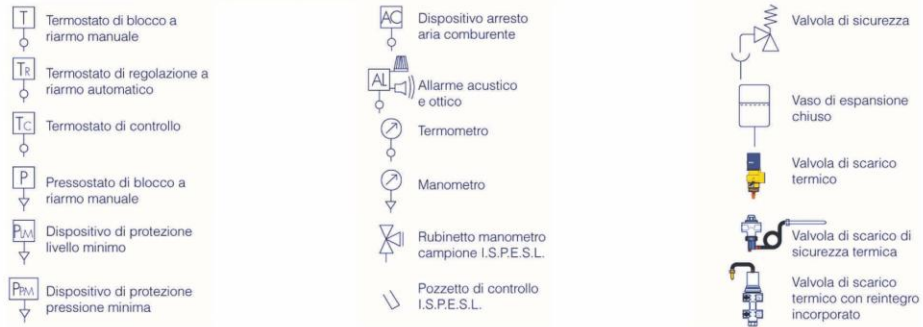 T
Termostato di blocco a
riarmo manuale
TR
Termostato di regolazione a
riarmo automatico
TC
Termostato di controllo
P
Pressostato di blocco a
riarmo manuale
PLM
Dispositivo di protezione
livello minimo
PPM
Dispositivo di protezione
pressione minima
AC
Dispositivo arresto
aria comburente
AL
Allarme acustico
e ottico
Termometro
Manometro
Rubinetto manometro
campione I.S.P.E.S.L.
Pozzetto di controllo
I.S.P.E.S.L.
Valvola di sicurezza
Vaso di espansione
chiuso
Valvola di scarico
termico
Valvola di scarico di
sicurezza termica
Valvola di scarico
termico con reintegro
incorporato